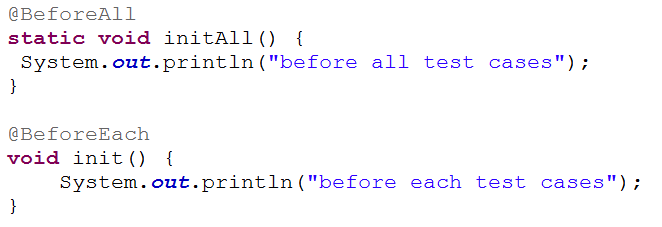 @BeforeAll
static void initAll() {
 System.out.println("before all test cases");
}

@BeforeEach
void init() {
    System.out.println("before each test cases");
}